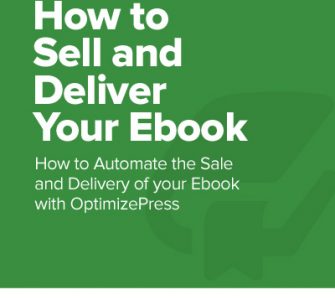 How to
Sell and
Deliver
Your Ebook
How to Automate the Sale
and Delivery of your Ebook
with OptimizePress